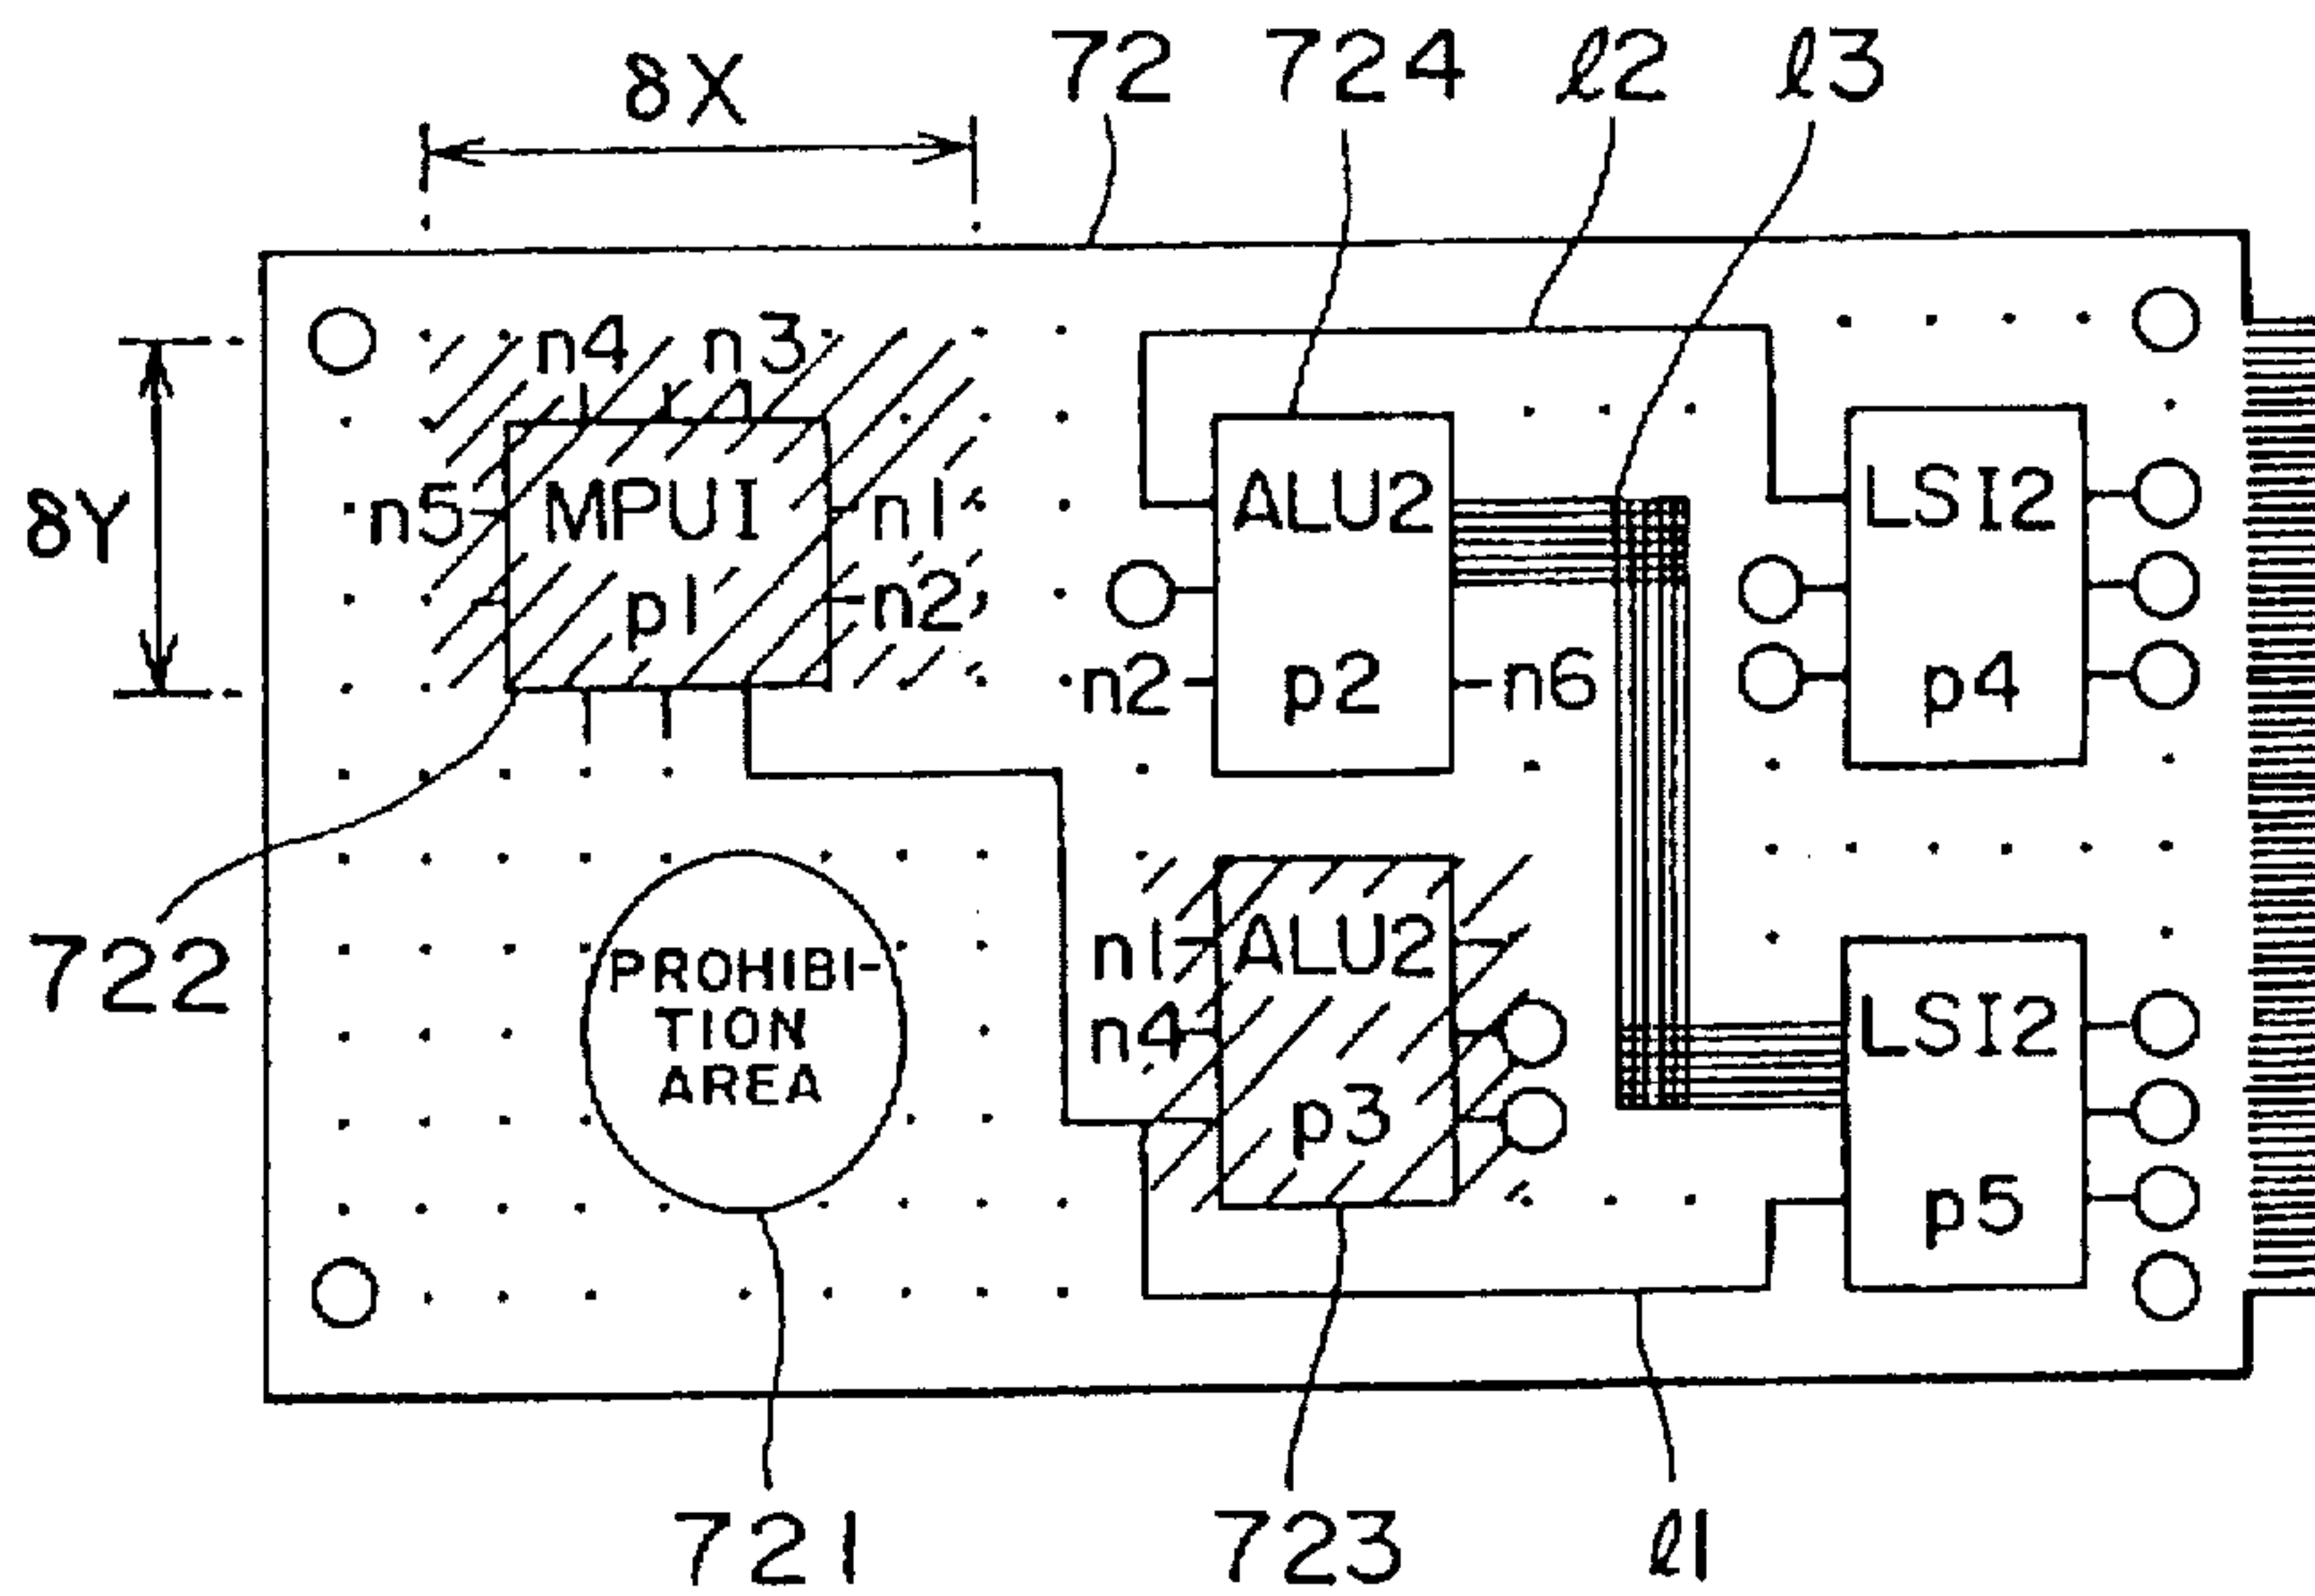 δX
72
724
ℓ2
ℓ3
δY
n4
n3
n5
MPU1
n1
n2
p1
ALU2
n2
p2
n6
LSI2
p4
722
PROHIBI-
TION
AREA
n1
ALU2
n4
p3
LSI2
p5
721
723
ℓ1